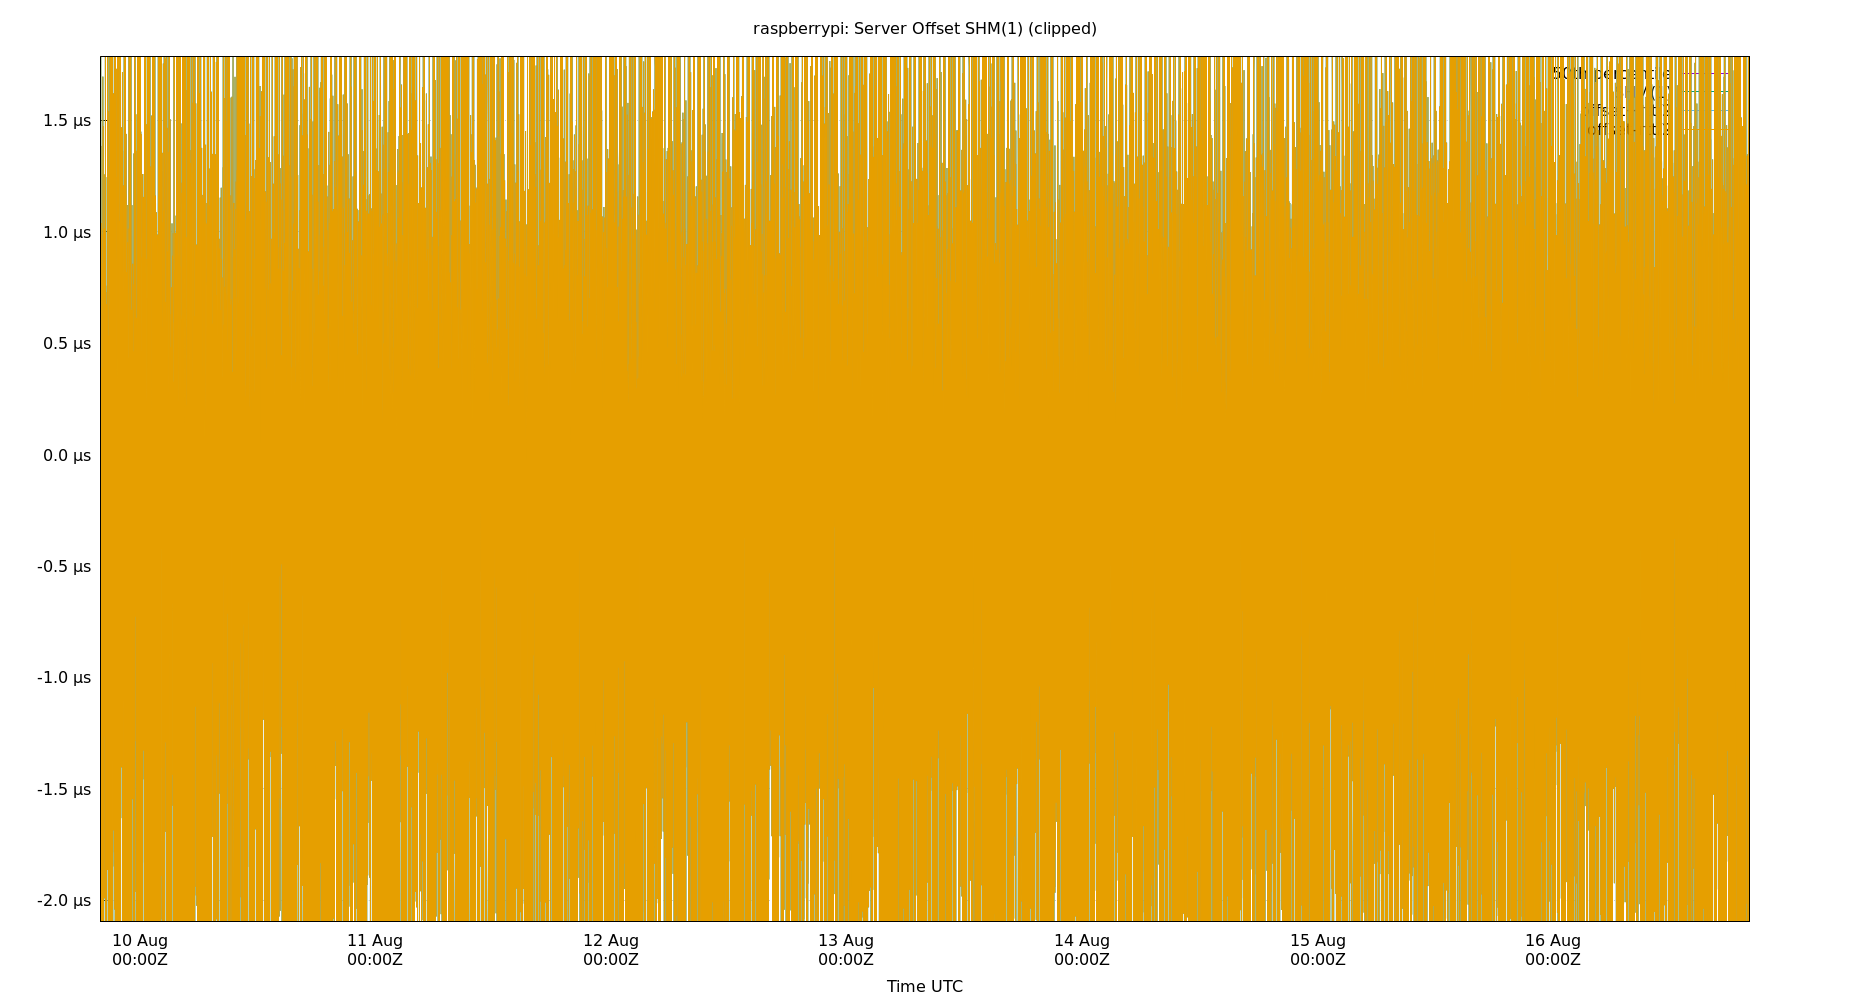 raspberrypi: Server Offset SHM(1) (clipped)
1.5 µs
1.0 µs
0.5 µs
0.0 µs
-0.5 µs
-1.0 µs
-1.5 µs
-2.0 µs
10 Aug 11 Aug 12 Aug 13 Aug 14 Aug 15 Aug 16 Aug
00:00Z 00:00Z 00:00Z 00:00Z 00:00Z 00:00Z 00:00Z
Time UTC